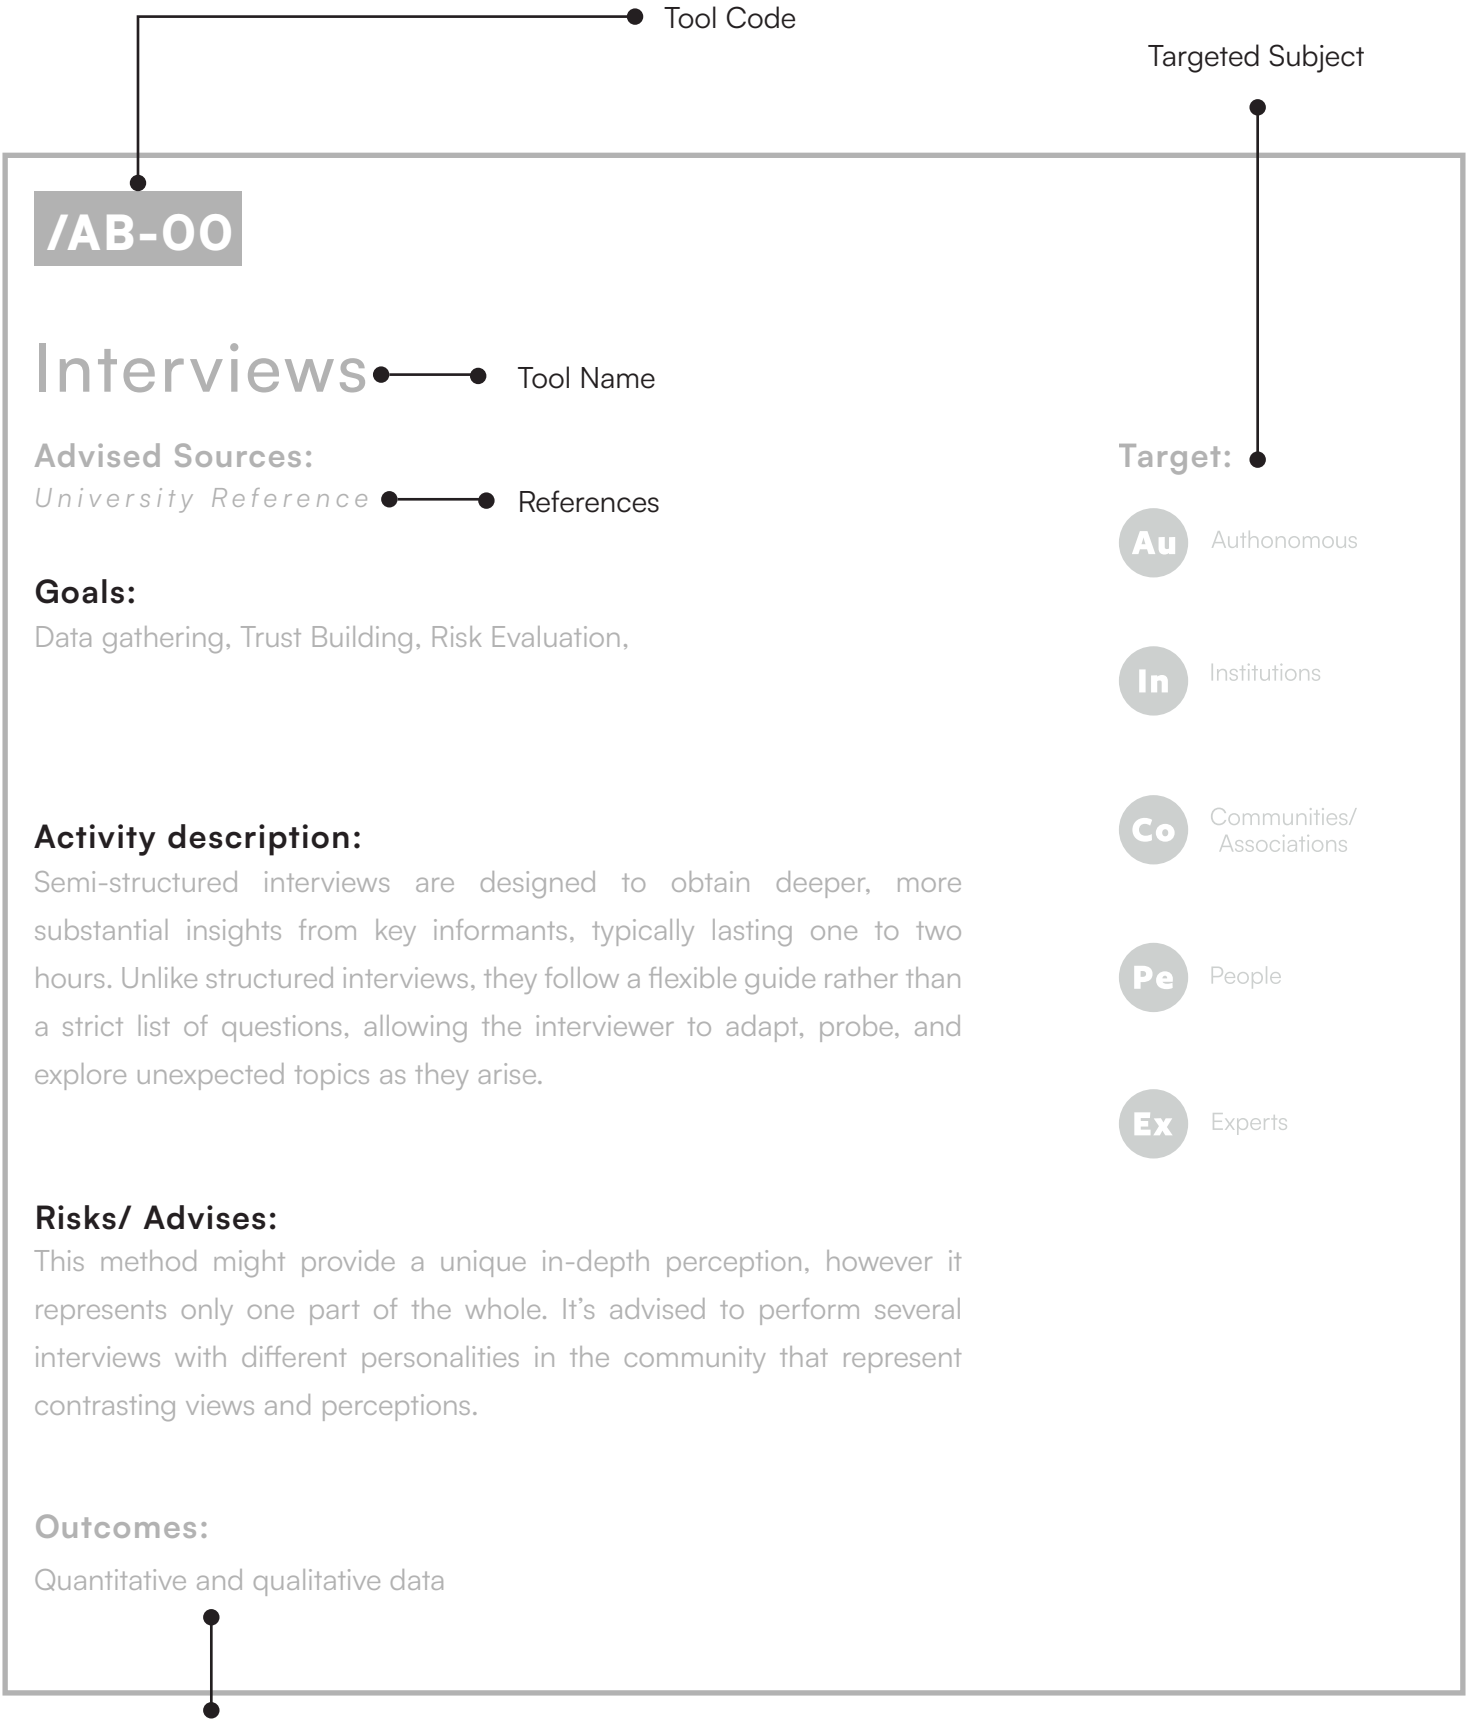 Tool Code
Targeted Subject
/AB-00
Interviews
Tool Name
Advised Sources:
University Reference
References
Goals:
Data gathering, Trust Building, Risk Evaluation,
Activity description:
Semi-structured interviews are designed to obtain deeper, more
substantial insights from key informants, typically lasting one to two
hours. Unlike structured interviews, they follow a flexible guide rather than
a strict list of questions, allowing the interviewer to adapt, probe, and
explore unexpected topics as they arise.
Risks/ Advises:
This method might provide a unique in-depth perception, however it
represents only one part of the whole. It’s advised to perform several
interviews with different personalities in the community that represent
contrasting views and perceptions.
Outcomes:
Quantitative and qualitative data
Target:
Au Authonomous
In Institutions
Co Communities/
Associations
Pe People
Ex Experts